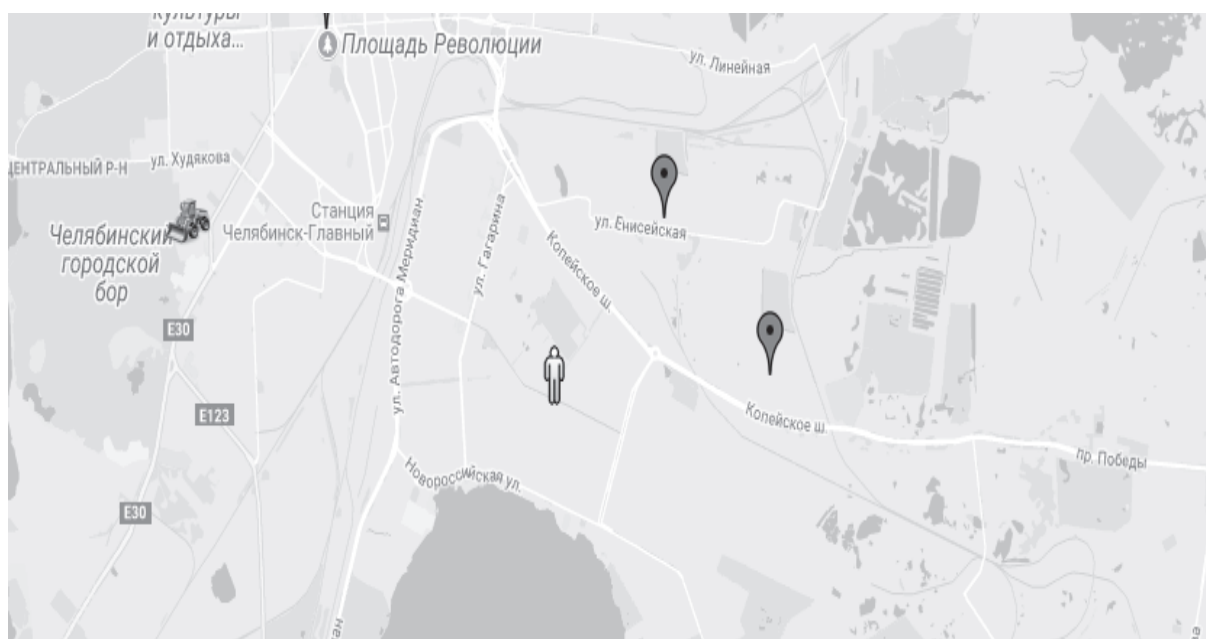 культуры
и отдыха...
Площадь Революции
ул. Линейная
ЦЕНТРАЛЬНЫЙ Р-Н
ул. Худякова
Станция
Челябинск-Главный
Челябинский
городской
бор
ул. Автодорога Меридиан
ул. Гагарина
ул. Енисейская
Копейское ш.
E30
E123
Копейское ш.
пр. Победы
Новороссийская ул.
E30